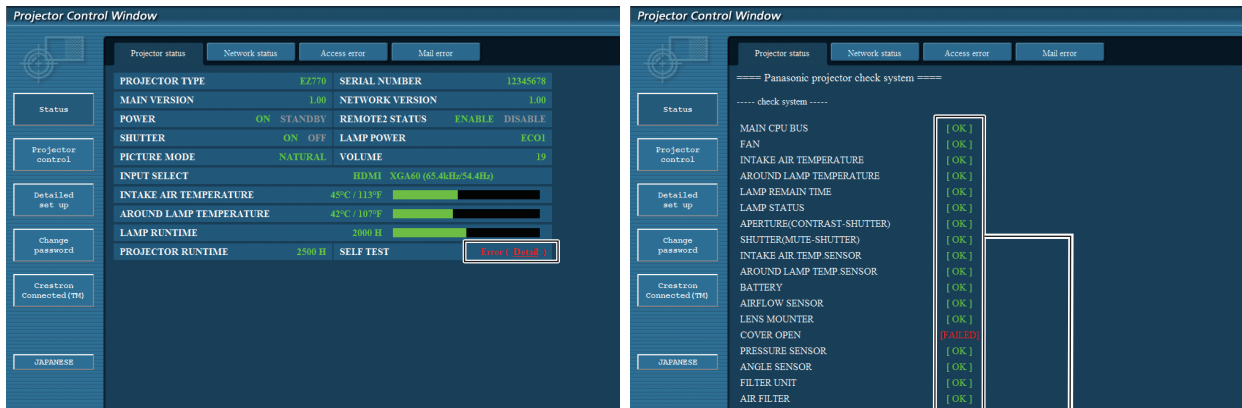 Projector Control Window
Projector status Network status Access error Mail error
Status
Projector control
Detailed set up
Change password
Crestron Connected(TM)
JAPANESE
PROJECTOR TYPE EZ770 SERIAL NUMBER 12345678
MAIN VERSION 1.00 NETWORK VERSION 1.00
POWER ON STANDBY REMOTE2 STATUS ENABLE DISABLE
SHUTTER ON OFF LAMP POWER ECO1
PICTURE MODE NATURAL VOLUME 19
INPUT SELECT HDMI XGA60 (65.4kHz/54.4Hz)
INTAKE AIR TEMPERATURE 45°C / 113°F
AROUND LAMP TEMPERATURE 42°C / 107°F
LAMP RUNTIME 2000 H
PROJECTOR RUNTIME 2500 H SELF TEST Error ( Detail )
Projector Control Window
Projector status Network status Access error Mail error
Status
Projector control
Detailed set up
Change password
Crestron Connected(TM)
JAPANESE
==== Panasonic projector check system ====
----- check system -----
MAIN CPU BUS [ OK ]
FAN [ OK ]
INTAKE AIR TEMPERATURE [ OK ]
AROUND LAMP TEMPERATURE [ OK ]
LAMP REMAIN TIME [ OK ]
LAMP STATUS [ OK ]
APERTURE(CONTRAST-SHUTTER) [ OK ]
SHUTTER(MUTE-SHUTTER) [ OK ]
INTAKE AIR TEMP.SENSOR [ OK ]
AROUND LAMP TEMP.SENSOR [ OK ]
BATTERY [ OK ]
AIRFLOW SENSOR [ OK ]
LENS MOUNTER [ OK ]
COVER OPEN [FAILED]
PRESSURE SENSOR [ OK ]
ANGLE SENSOR [ OK ]
FILTER UNIT [ OK ]
AIR FILTER [ OK ]